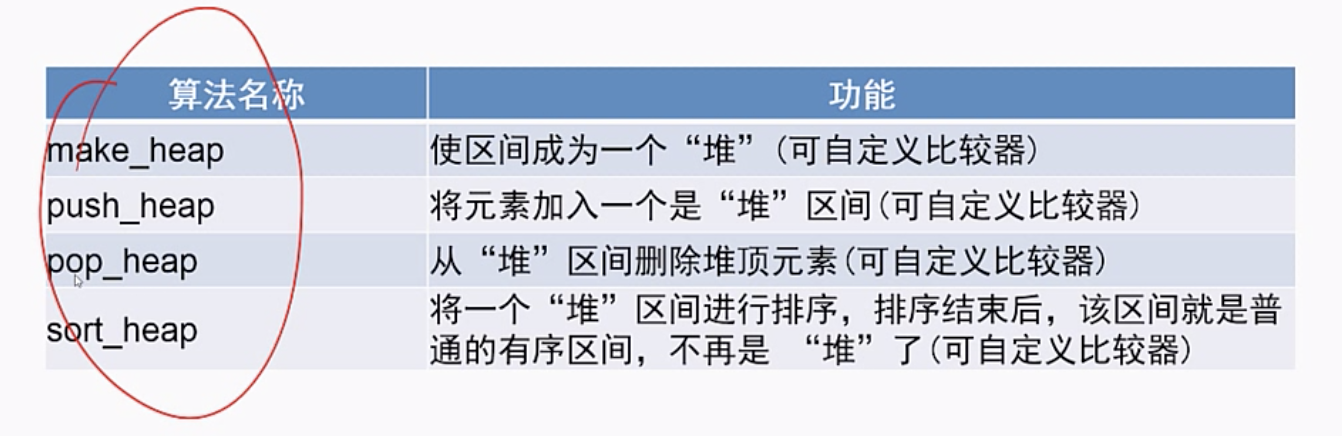 算法名称 功能
make_heap 使区间成为一个“堆”(可自定义比较器)
push_heap 将元素加入一个是“堆”区间(可自定义比较器)
pop_heap 从“堆”区间删除堆顶元素(可自定义比较器)
sort_heap 将一个“堆”区间进行排序，排序结束后，该区间就是普
通的有序区间，不再是 “堆”了(可自定义比较器)